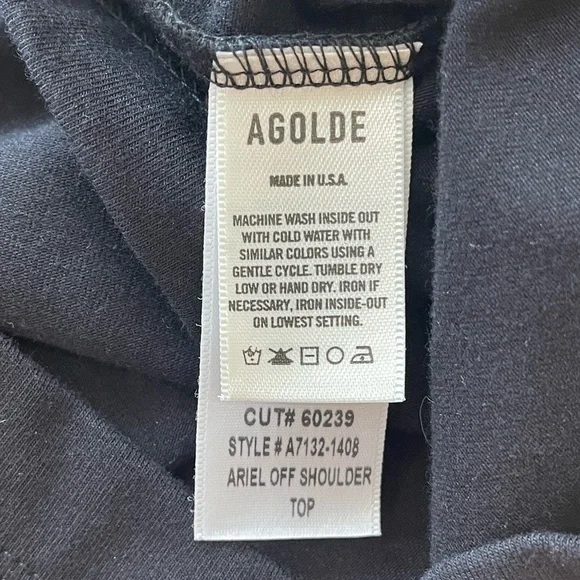 AGOLDE
MADE IN U.S.A.
MACHINE WASH INSIDE OUT
WITH COLD WATER WITH
SIMILAR COLORS USING A
GENTLE CYCLE. TUMBLE DRY
LOW OR HAND DRY. IRON IF
NECESSARY, IRON INSIDE-OUT
ON LOWEST SETTING.
CUT# 60239
STYLE # A7132-1408
ARIEL OFF SHOULDER
TOP